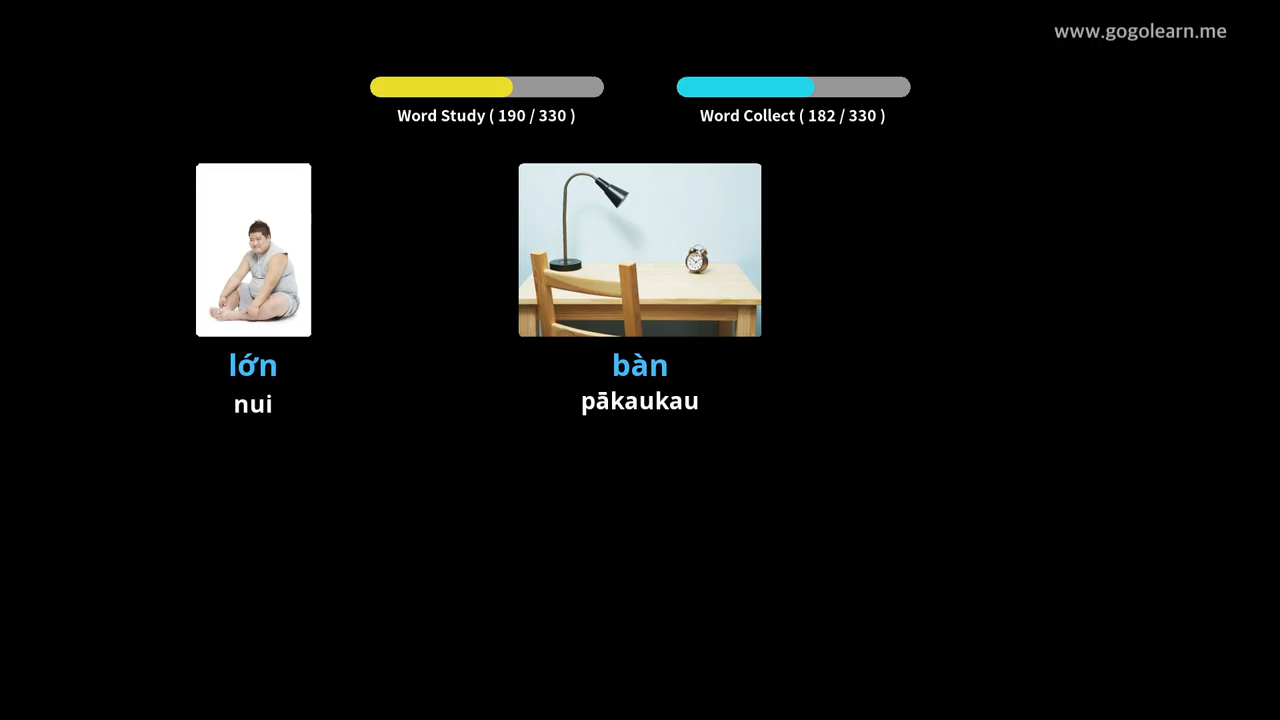 www.gogolearn.me
Word Study ( 190 / 330 )
Word Collect ( 182 / 330 )
lớn
nui
bàn
pākaukau